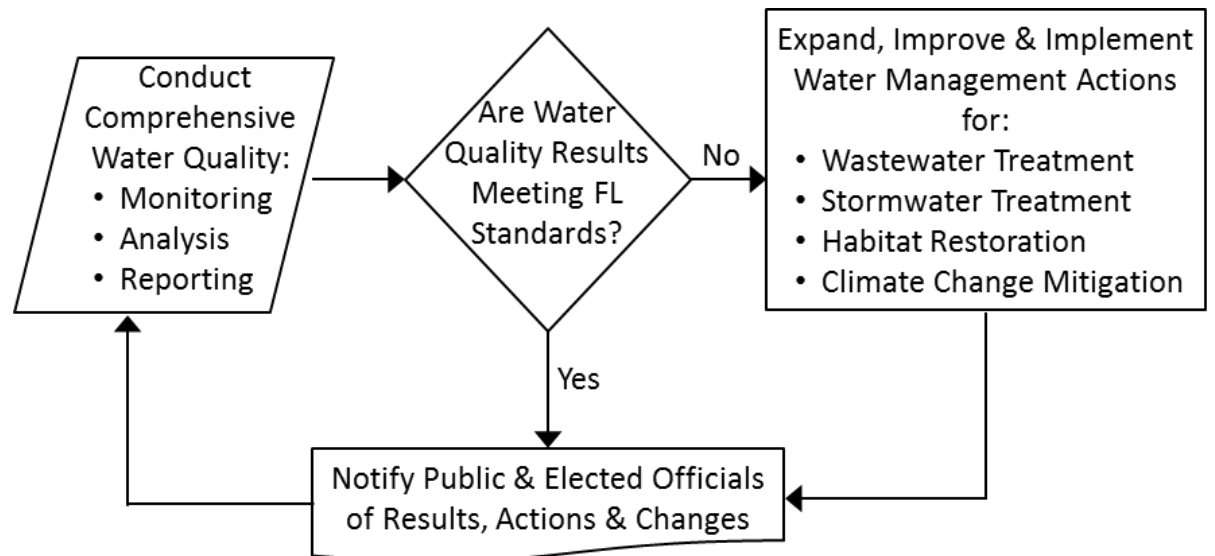 Conduct
Comprehensive
Water Quality:
• Monitoring
• Analysis
• Reporting
Are Water
Quality Results
Meeting FL
Standards?
No
Yes
Expand, Improve & Implement
Water Management Actions
for:
• Wastewater Treatment
• Stormwater Treatment
• Habitat Restoration
• Climate Change Mitigation
Notify Public & Elected Officials
of Results, Actions & Changes